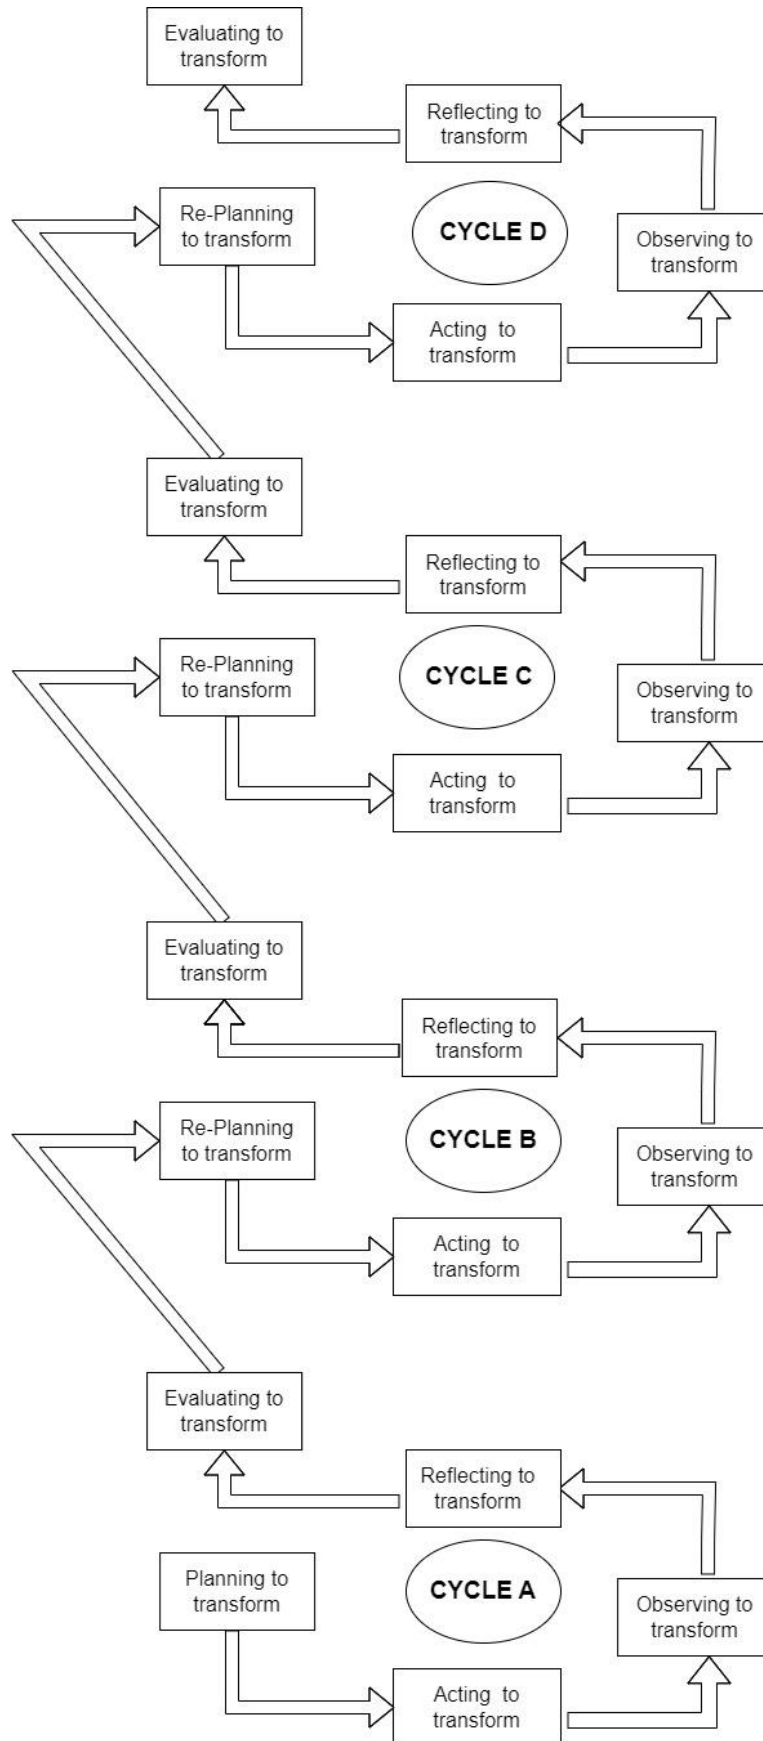 Evaluating to
transform
Reflecting to
transform
Re-Planning
to transform
CYCLE D
Observing to
transform
Acting to
transform
Evaluating to
transform
Reflecting to
transform
Re-Planning
to transform
CYCLE C
Observing to
transform
Acting to
transform
Evaluating to
transform
Reflecting to
transform
Re-Planning
to transform
CYCLE B
Observing to
transform
Acting to
transform
Evaluating to
transform
Reflecting to
transform
Planning to
transform
CYCLE A
Observing to
transform
Acting to
transform